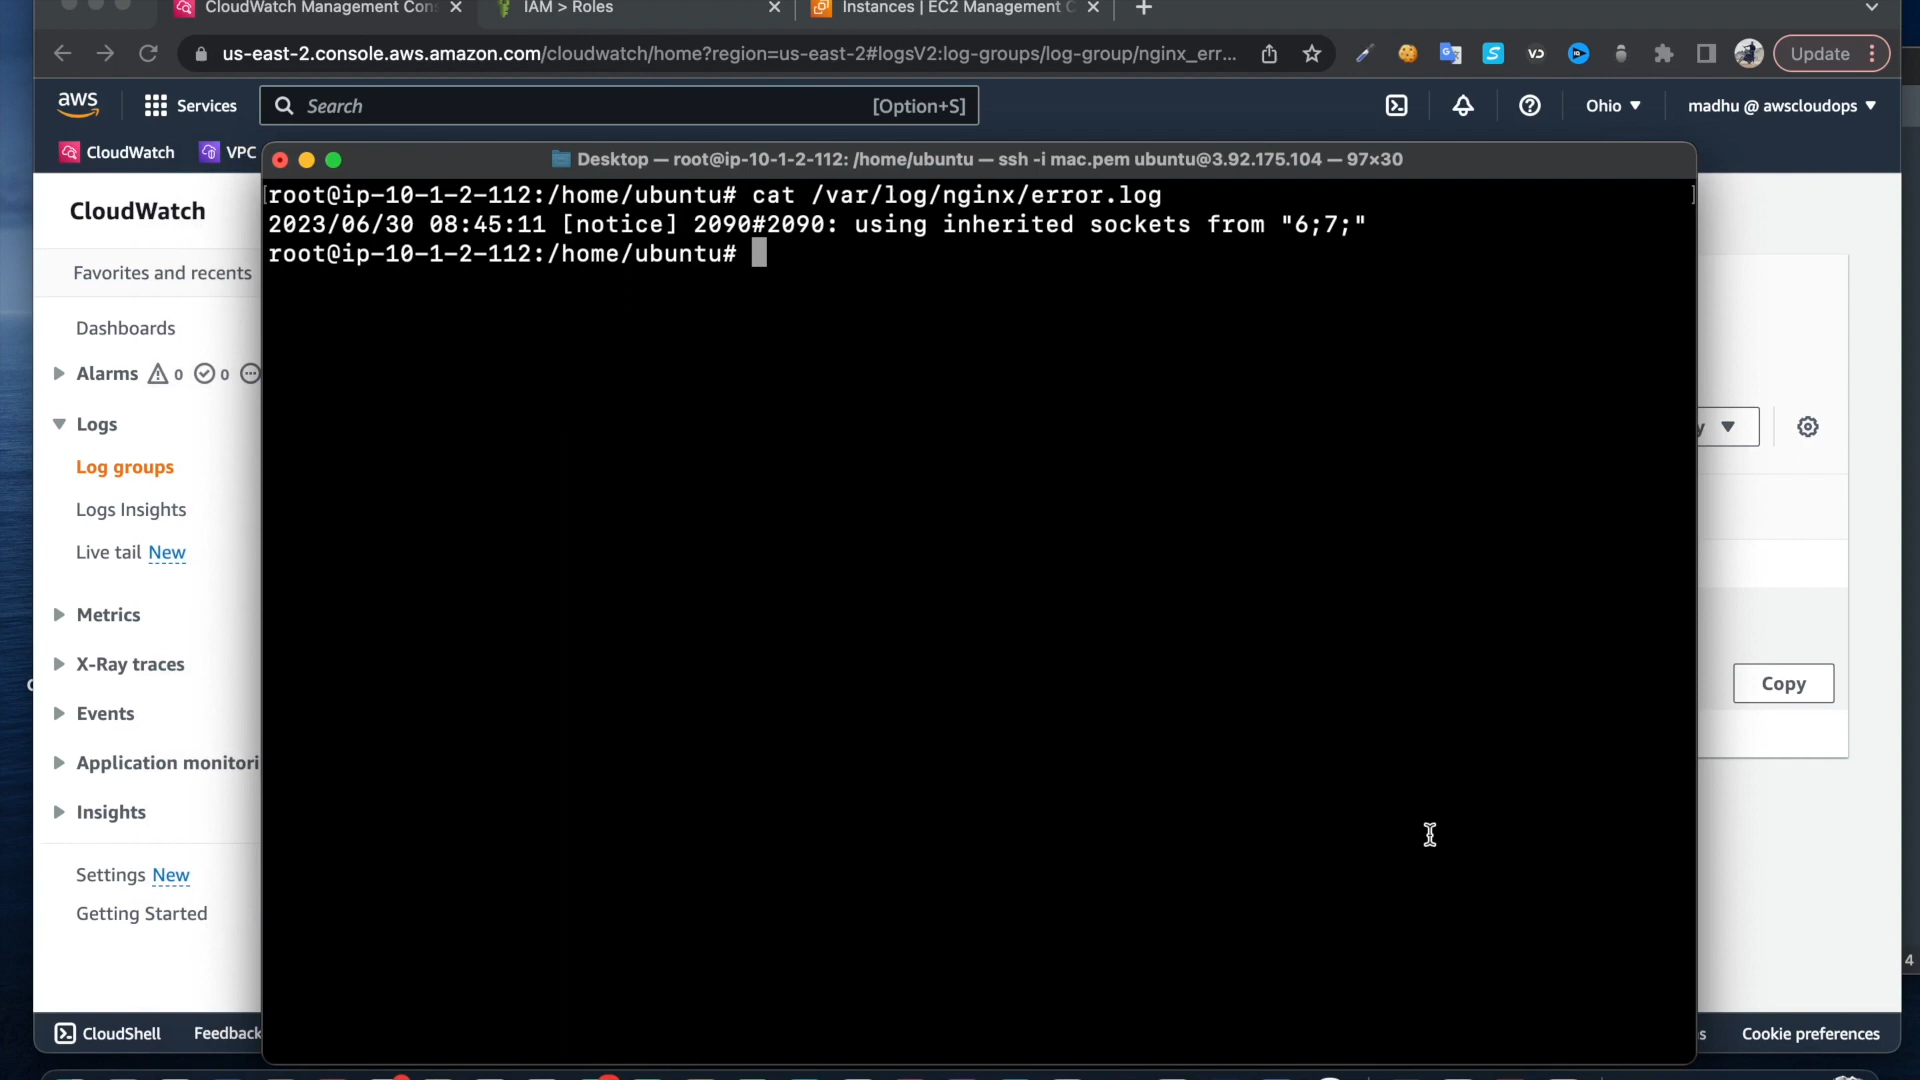 CloudWatch Management Con
IAM > Roles
Instances | EC2 Management C
us-east-2.console.aws.amazon.com/cloudwatch/home?region=us-east-2#logsV2:log-groups/log-group/nginx_err...
Update
aws
Services
Search
[Option+S]
Ohio
madhu @ awscloudops
CloudWatch
VPC
Desktop — root@ip-10-1-2-112: /home/ubuntu — ssh -i mac.pem ubuntu@3.92.175.104 — 97×30
root@ip-10-1-2-112:/home/ubuntu# cat /var/log/nginx/error.log
2023/06/30 08:45:11 [notice] 2090#2090: using inherited sockets from "6;7;"
root@ip-10-1-2-112:/home/ubuntu#
CloudWatch
Favorites and recents
Dashboards
Alarms 0 0
Logs
Log groups
Logs Insights
Live tail New
Metrics
X-Ray traces
Events
Application monitori
Insights
Settings New
Getting Started
y
Copy
4
CloudShell
Feedback
s
Cookie preferences